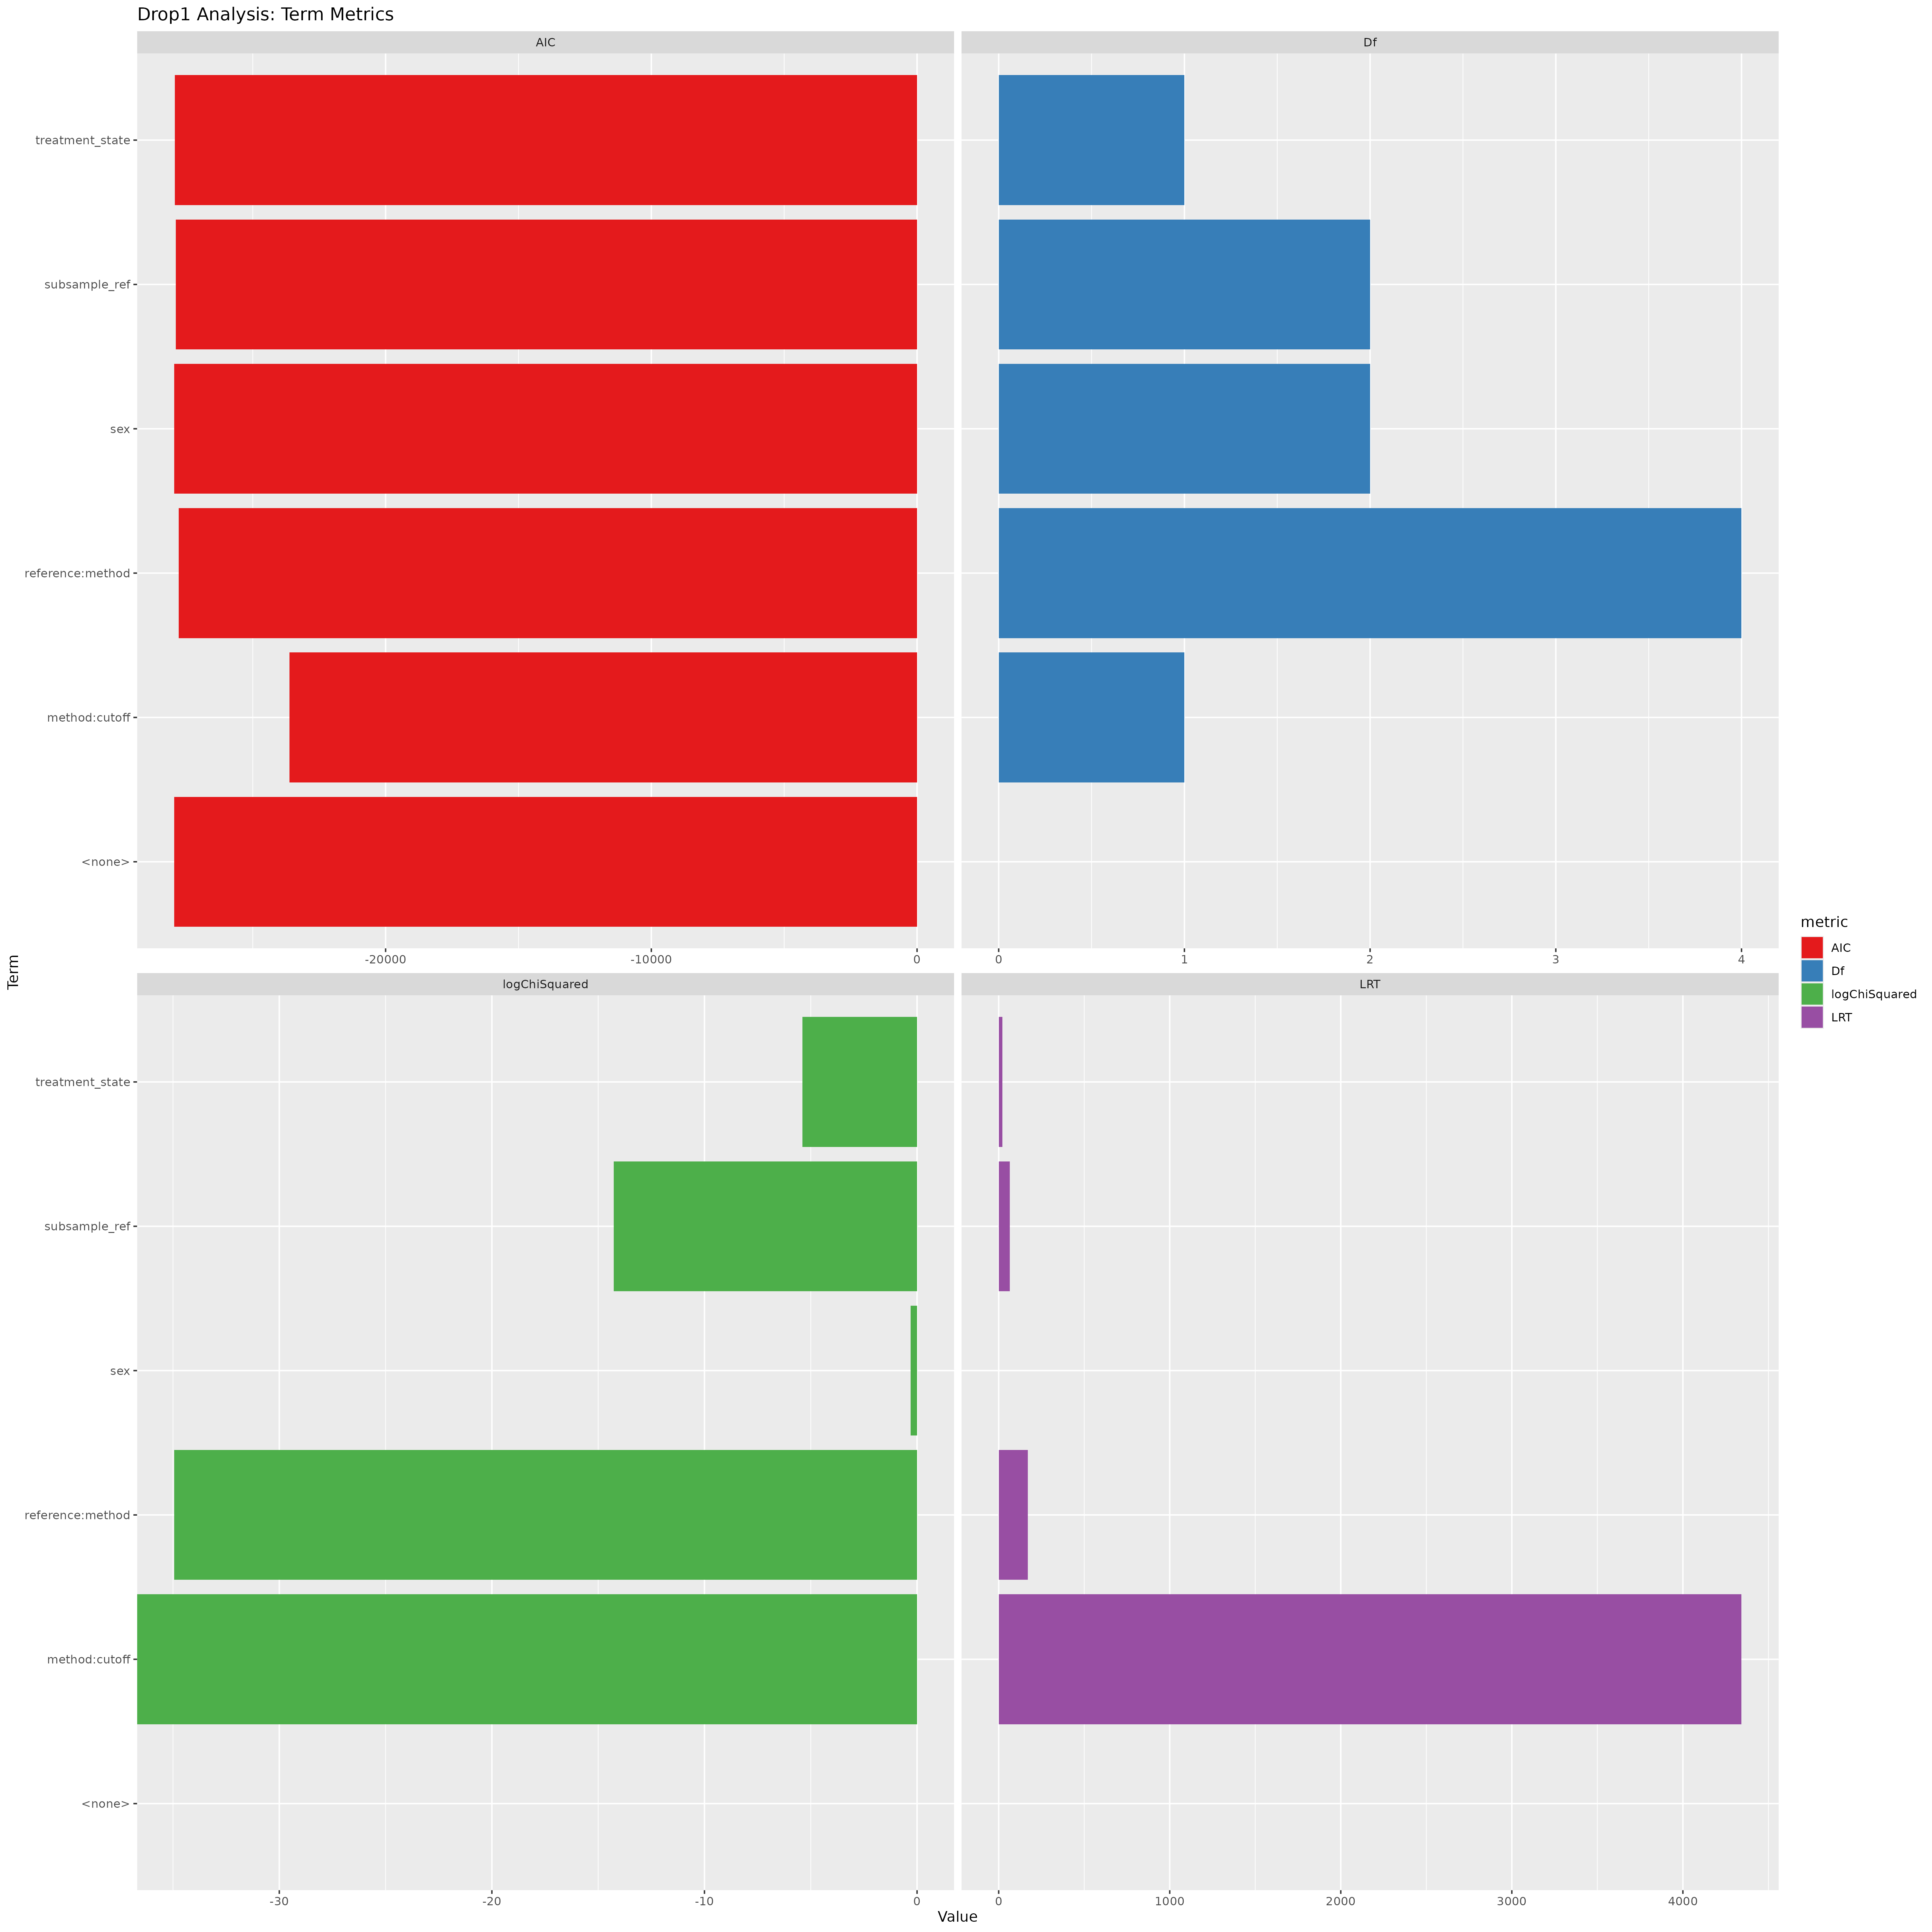 Drop1 Analysis: Term Metrics
AIC
Df
treatment_state
subsample_ref
sex
reference:method
method:cutoff
<none>
-20000 -10000 0
0 1 2 3 4
logChiSquared
LRT
treatment_state
subsample_ref
sex
reference:method
method:cutoff
<none>
-30 -20 -10 0
0 1000 2000 3000 4000
Term
Value
metric
AIC
Df
logChiSquared
LRT